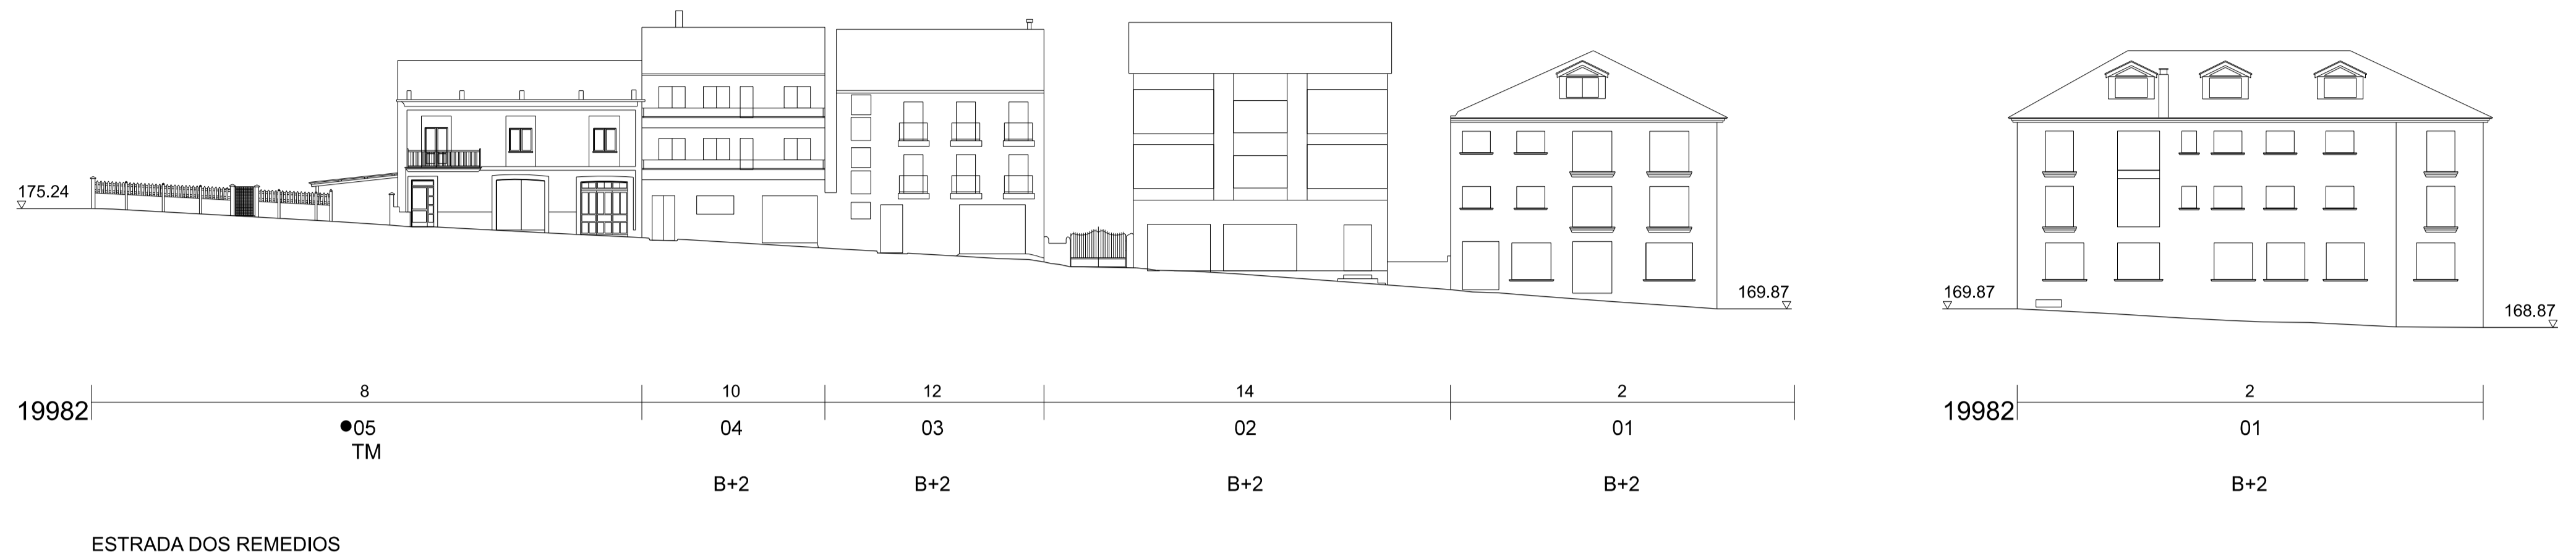 175.24
169.87
169.87
168.87
19982
8
10
12
14
2
19982
2
●05
04
03
02
01
01
TM
B+2
B+2
B+2
B+2
B+2
ESTRADA DOS REMEDIOS